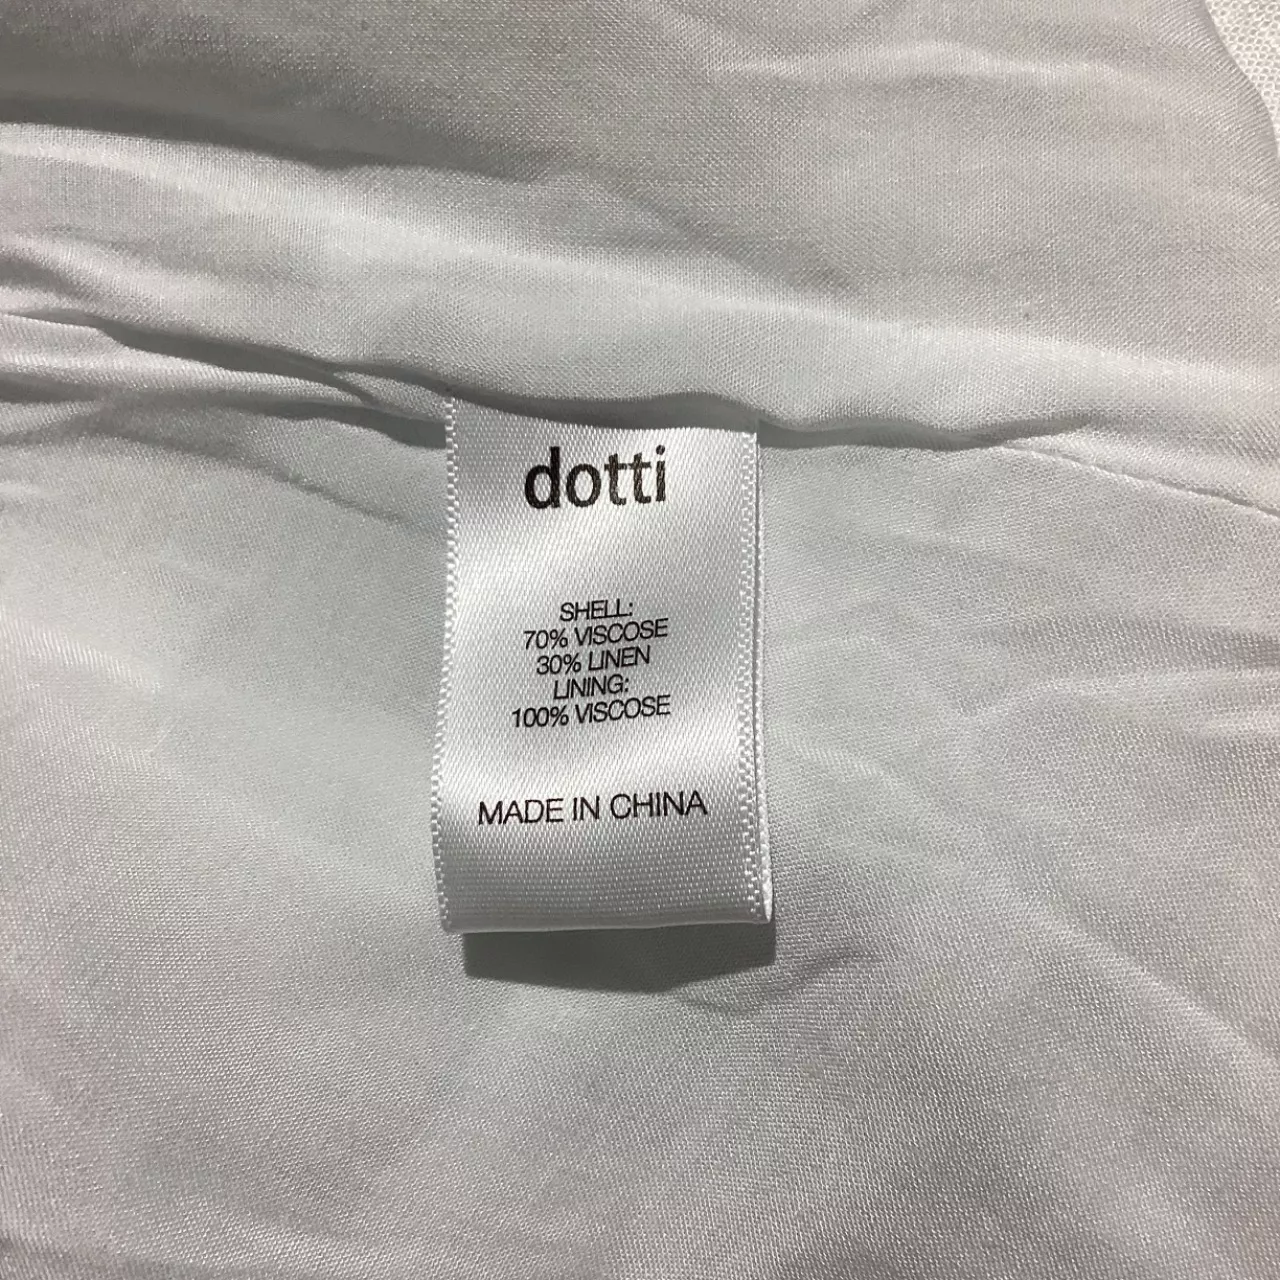 dotti
SHELL:
70% VISCOSE
30% LINEN
LINING:
100% VISCOSE
MADE IN CHINA